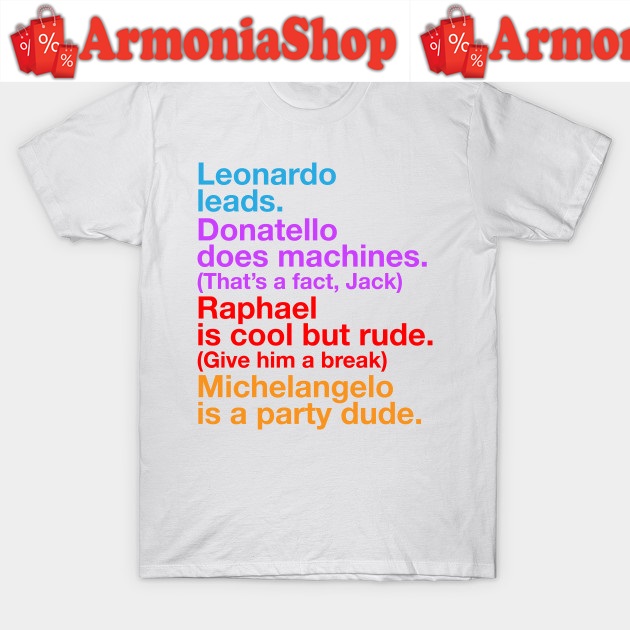 ArmoniaShop Armon
Leonardo
leads.
Donatello
does machines.
(That's a fact, Jack)
Raphael
is cool but rude.
(Give him a break)
Michelangelo
is a party dude.